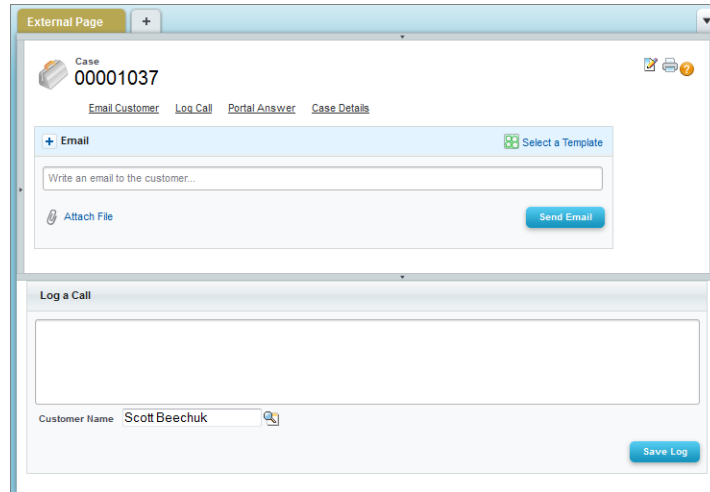 External Page +
Case
00001037
Email Customer Log Call Portal Answer Case Details
+ Email Select a Template
Write an email to the customer...
Attach File Send Email
Log a Call
Customer Name Scott Beechuk
Save Log